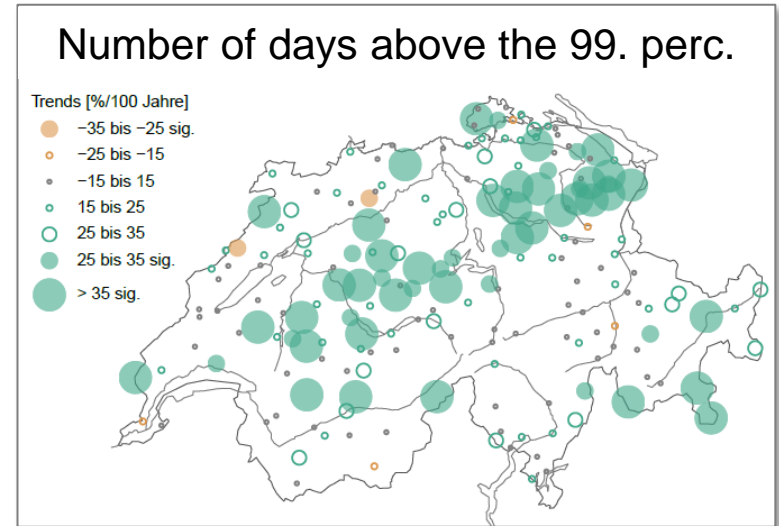 Number of days above the 99. perc.
Trends [%/100 Jahre]
−35 bis −25 sig.
−25 bis −15
−15 bis 15
15 bis 25
25 bis 35
25 bis 35 sig.
> 35 sig.